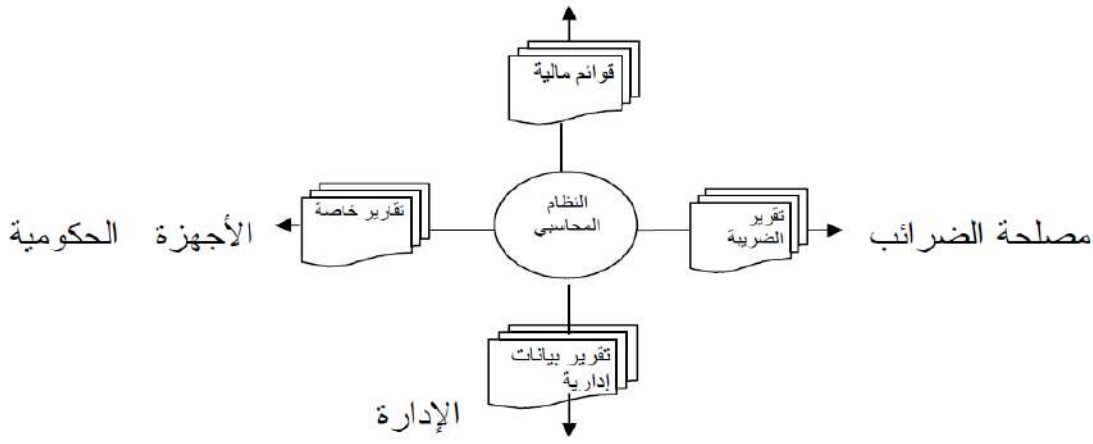 قوائم مالية
النظام
المحاسبي
تقرير
الضريبة
مصلحة الضرائب
تقارير خاصة
الأجهزة الحكومية
تقرير بيانات
إدارية
الإدارة